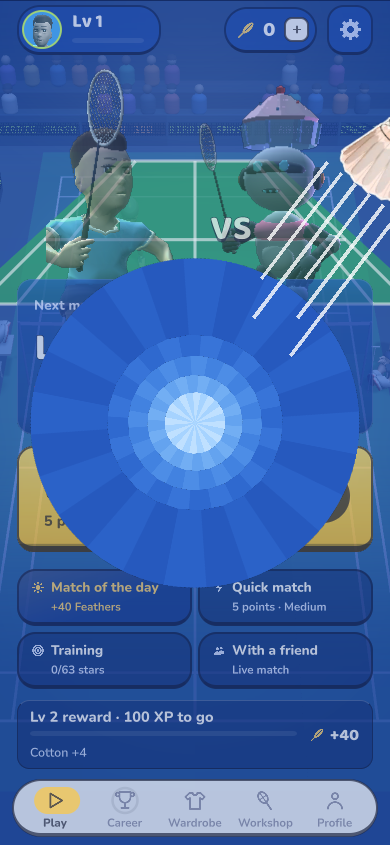 Lv 1
0
+
VS
Next
5
Match of the day
+40 Feathers
Quick match
5 points · Medium
Training
0/63 stars
With a friend
Live match
Lv 2 reward · 100 XP to go
+40
Cotton +4
Play
Career
Wardrobe
Workshop
Profile